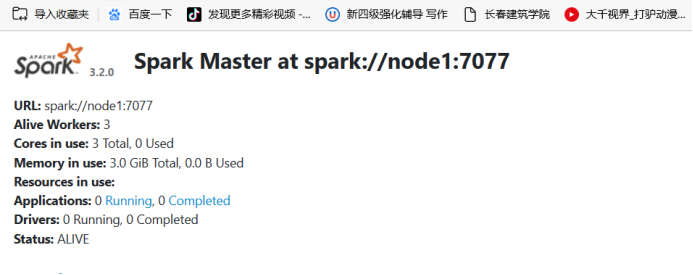 导入收藏夹 百度一下 发现更多精彩视频 -... 新四级强化辅导 写作 长春建筑学院 大千视界_打驴动漫...
APACHE Spark 3.2.0 Spark Master at spark://node1:7077
URL: spark://node1:7077
Alive Workers: 3
Cores in use: 3 Total, 0 Used
Memory in use: 3.0 GiB Total, 0.0 B Used
Resources in use:
Applications: 0 Running, 0 Completed
Drivers: 0 Running, 0 Completed
Status: ALIVE